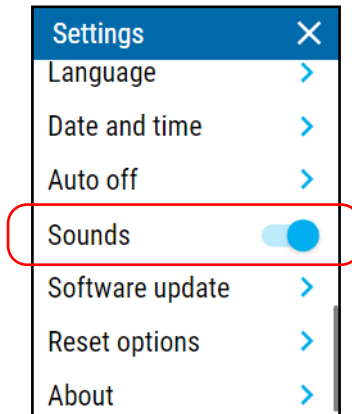 Settings
Language
Date and time
Auto off
Sounds
Software update
Reset options
About